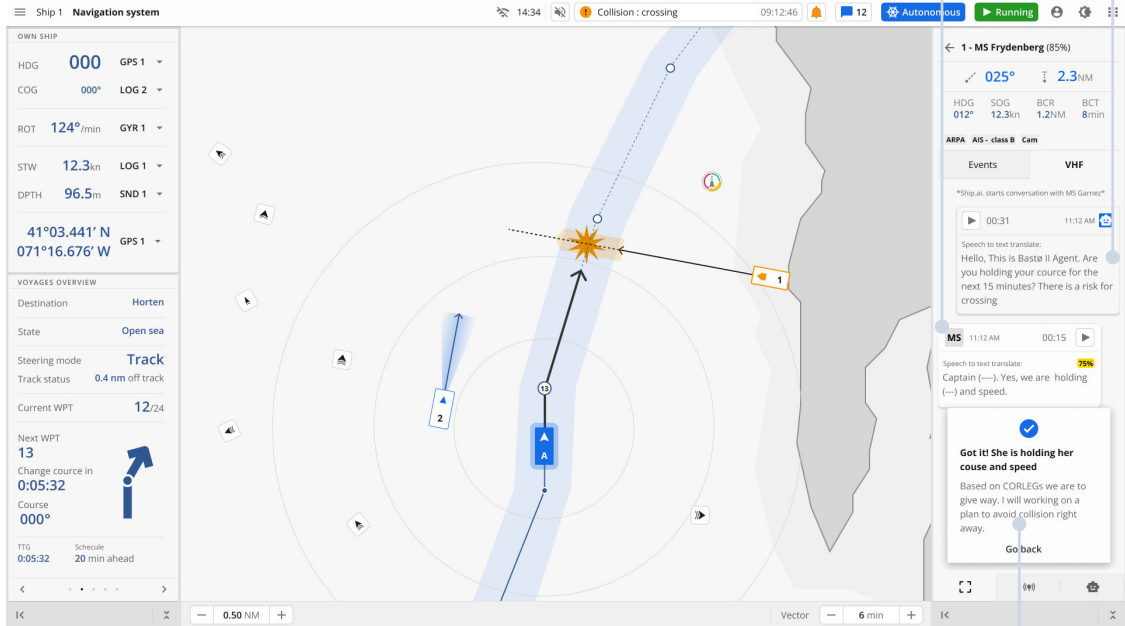 Ship 1 Navigation system
14:34
Collision : crossing 09:12:46
12
Autonomous
Running
OWN SHIP
HDG 000 GPS 1
COG 000° LOG 2
ROT 124°/min GYR 1
STW 12.3kn LOG 1
DPTH 96.5m SND 1
41°03.441’ N
071°16.676’ W
GPS 1
VOYAGES OVERVIEW
Destination Horten
State Open sea
Steering mode Track
Track status 0.4 nm off track
Current WPT 12/24
Next WPT
13
Change cource in
0:05:32
Course
000°
TTG Schecule
0:05:32 20 min ahead
1
13
2
A
0.50 NM
Vector 6 min
1 - MS Frydenberg (85%)
025° 2.3NM
HDG SOG BCR BCT
012° 12.3kn 1.2NM 8min
ARPA AIS - class B Cam
Events VHF
*Ship.ai. starts conversation with MS Garnez*
00:31 11:12 AM
Speech to text translate:
Hello, This is Bastø II Agent. Are
you holding your cource for the
next 15 minutes? There is a risk for
crossing
MS 11:12 AM 00:15
Speech to text translate: 75%
Captain (----). Yes, we are holding
(---) and speed.
Got it! She is holding her
couse and speed
Based on CORLEGs we are to
give way. I will working on a
plan to avoid collision right
away.
Go back